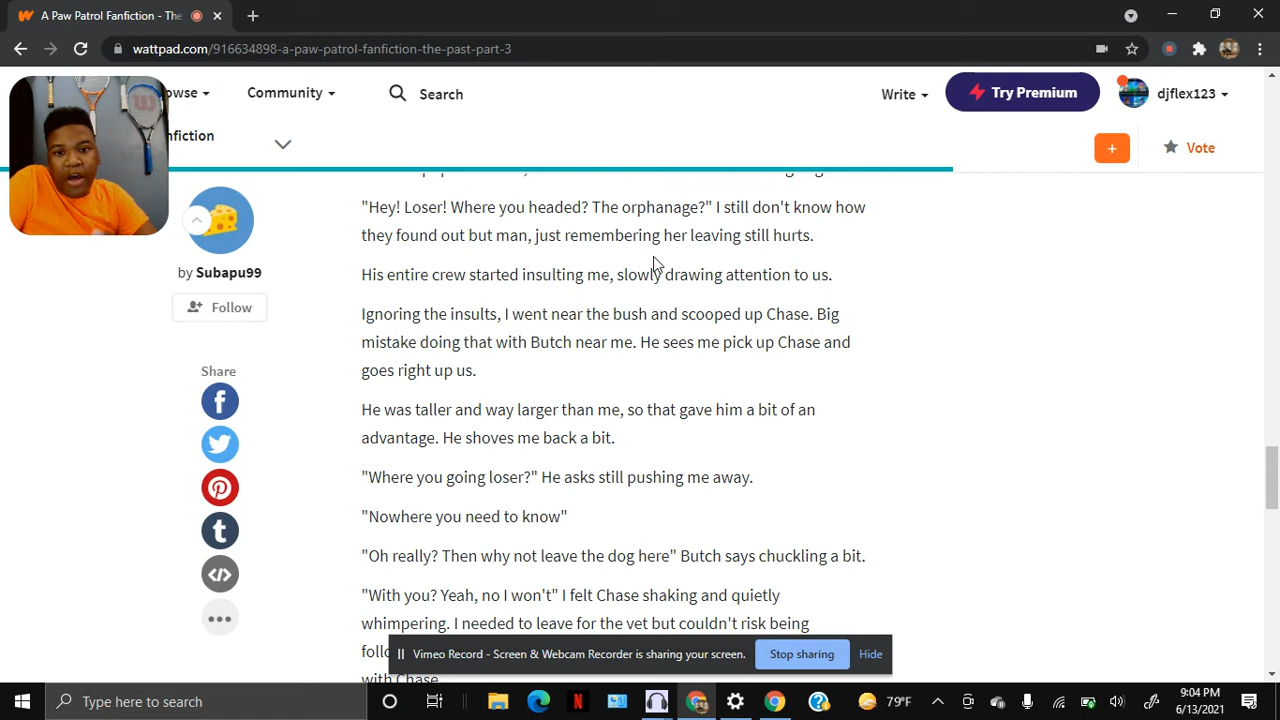 A Paw Patrol Fanfiction - The
wattpad.com/916634898-a-paw-patrol-fanfiction-the-past-part-3
owse
Community
Search
Write
Try Premium
djflex123
nfiction
+
Vote
"Hey! Loser! Where you headed? The orphanage?" I still don't know how
they found out but man, just remembering her leaving still hurts.
by Subapu99
His entire crew started insulting me, slowly drawing attention to us.
Follow
Ignoring the insults, I went near the bush and scooped up Chase. Big
mistake doing that with Butch near me. He sees me pick up Chase and
goes right up us.
Share
He was taller and way larger than me, so that gave him a bit of an
advantage. He shoves me back a bit.
"Where you going loser?" He asks still pushing me away.
"Nowhere you need to know"
"Oh really? Then why not leave the dog here" Butch says chuckling a bit.
"With you? Yeah, no I won't" I felt Chase shaking and quietly
whimpering. I needed to leave for the vet but couldn't risk being
follo
with Chase.
Vimeo Record - Screen & Webcam Recorder is sharing your screen.
Stop sharing
Hide
Type here to search
79°F
9:04 PM
6/13/2021